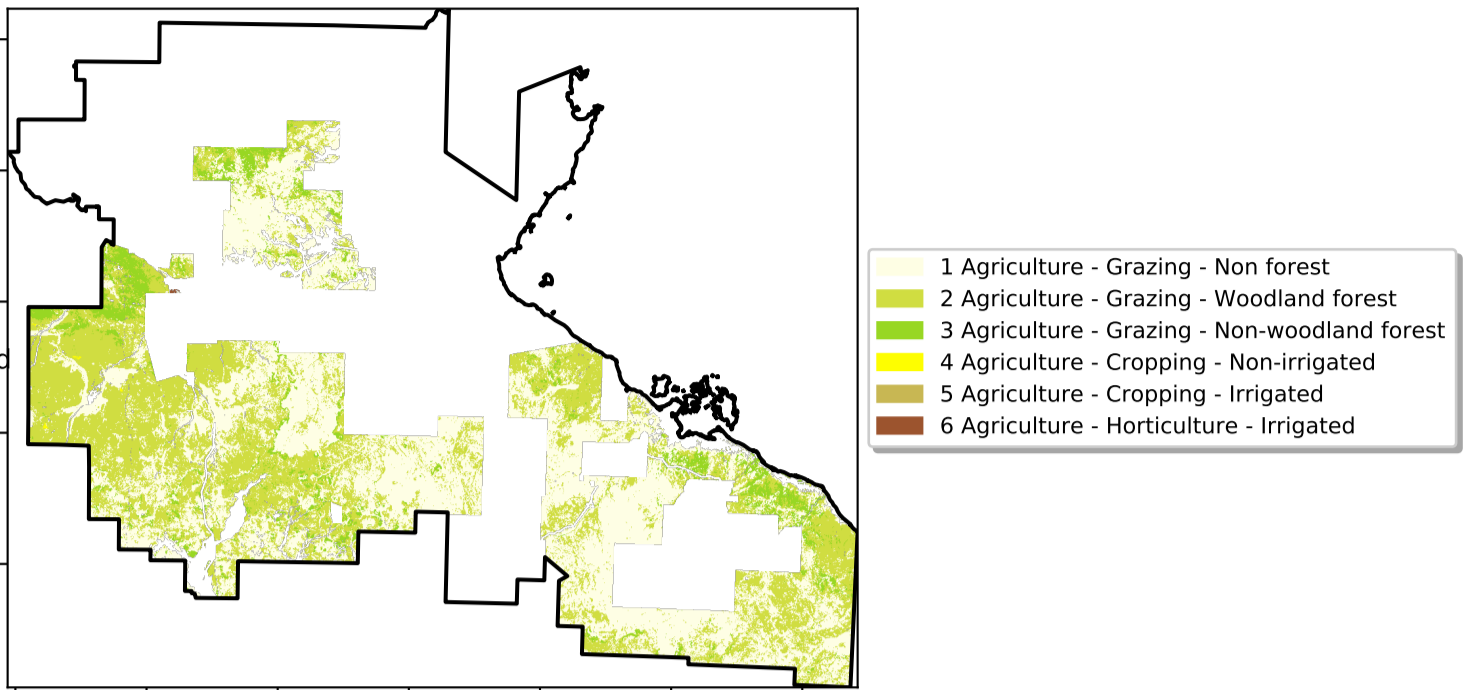 1 Agriculture - Grazing - Non forest
2 Agriculture - Grazing - Woodland forest
3 Agriculture - Grazing - Non-woodland forest
4 Agriculture - Cropping - Non-irrigated
5 Agriculture - Cropping - Irrigated
6 Agriculture - Horticulture - Irrigated